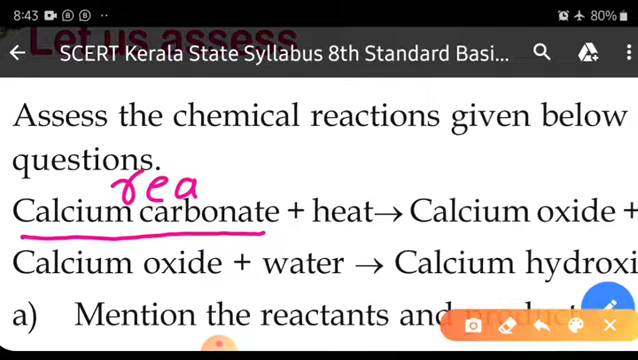 8:43 80%
Let us assess
SCERT Kerala State Syllabus 8th Standard Basi...
Assess the chemical reactions given below
questions.
rea
Calcium carbonate + heat→ Calcium oxide +
Calcium oxide + water → Calcium hydroxi
a) Mention the reactants and product